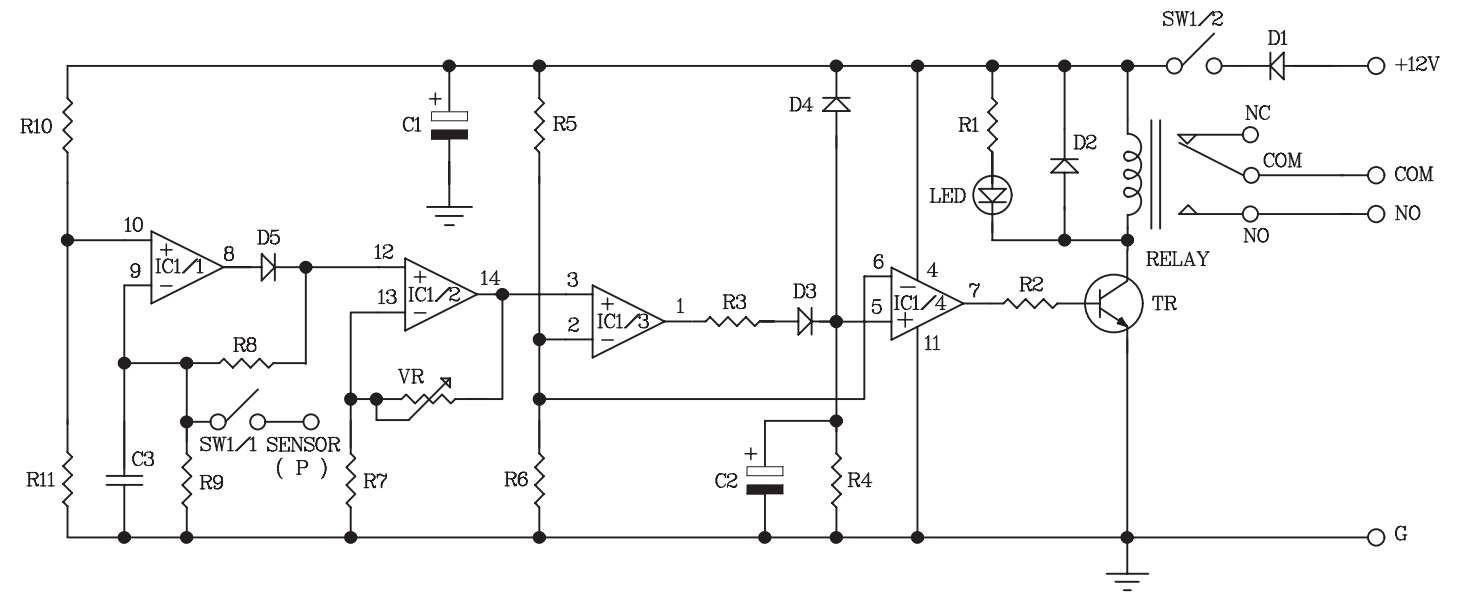 SW1/2
D1
+12V
R10
C1
+
R5
D4
R1
D2
NC
COM
COM
LED
NO
NO
RELAY
10
+
IC1/1
9
−
8
D5
12
+
IC1/2
13
−
14
3
+
IC1/3
2
−
1
R3
D3
6
−
4
IC1/4
5
+
7
11
R2
TR
R8
VR
SW1/1
SENSOR
( P )
R11
C3
R9
R7
R6
C2
+
R4
G